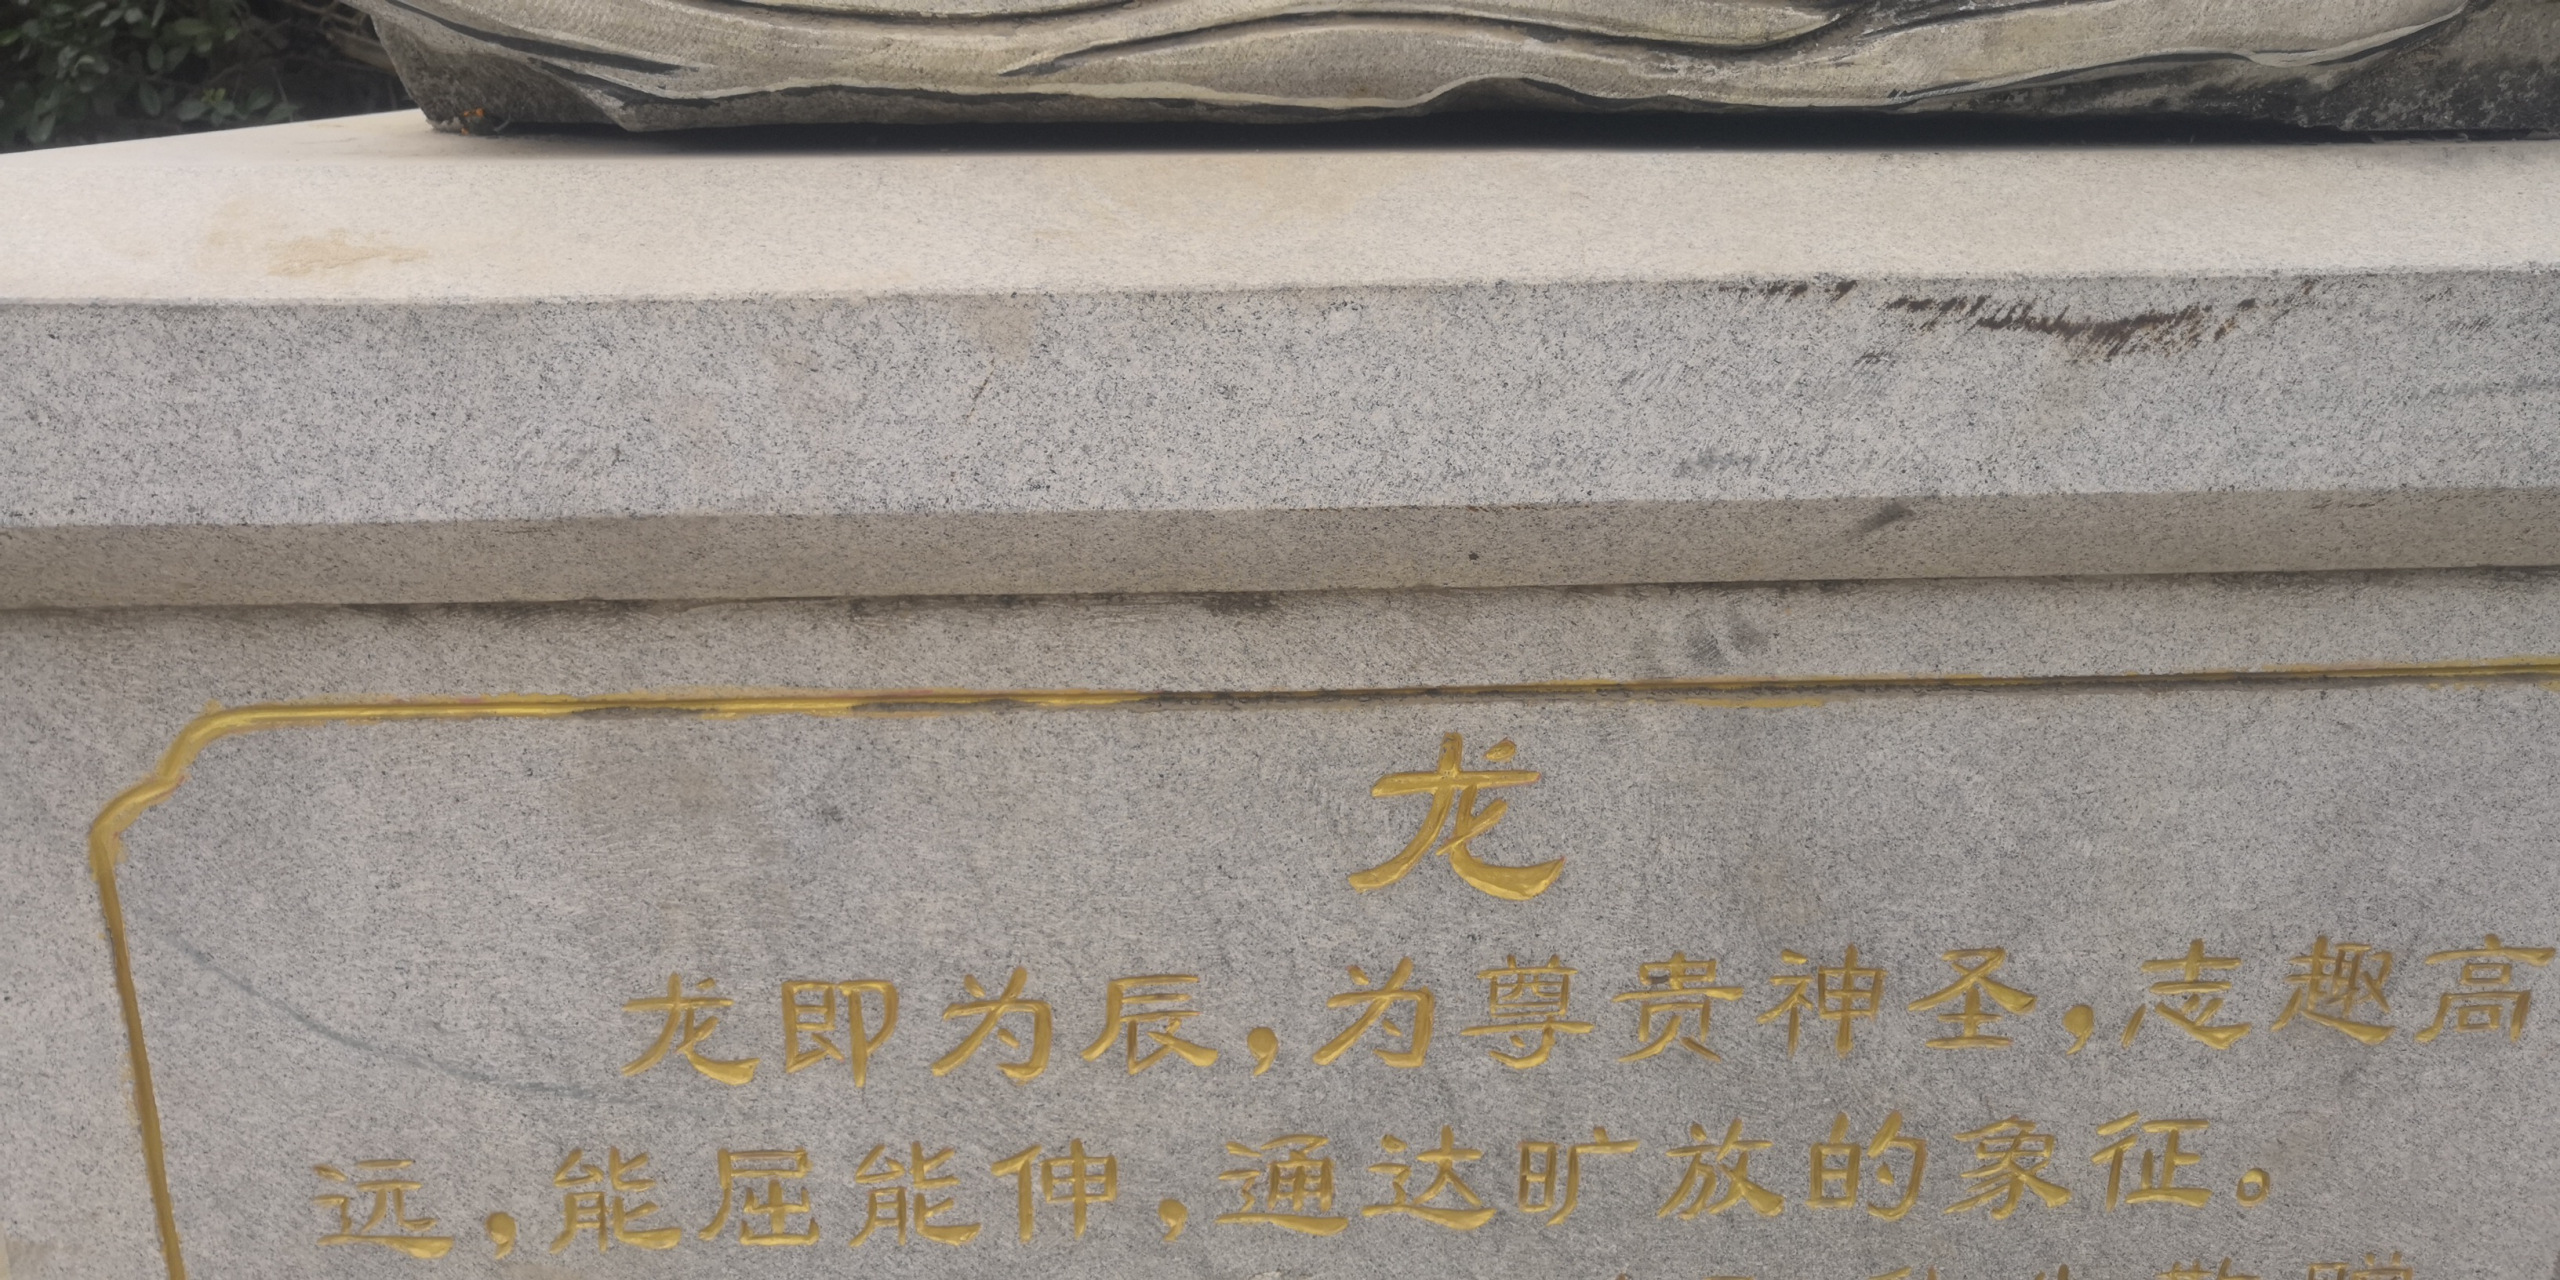 龙
龙即为辰,为尊贵神圣,志趣高
远,能屈能伸,通达旷放的象征。